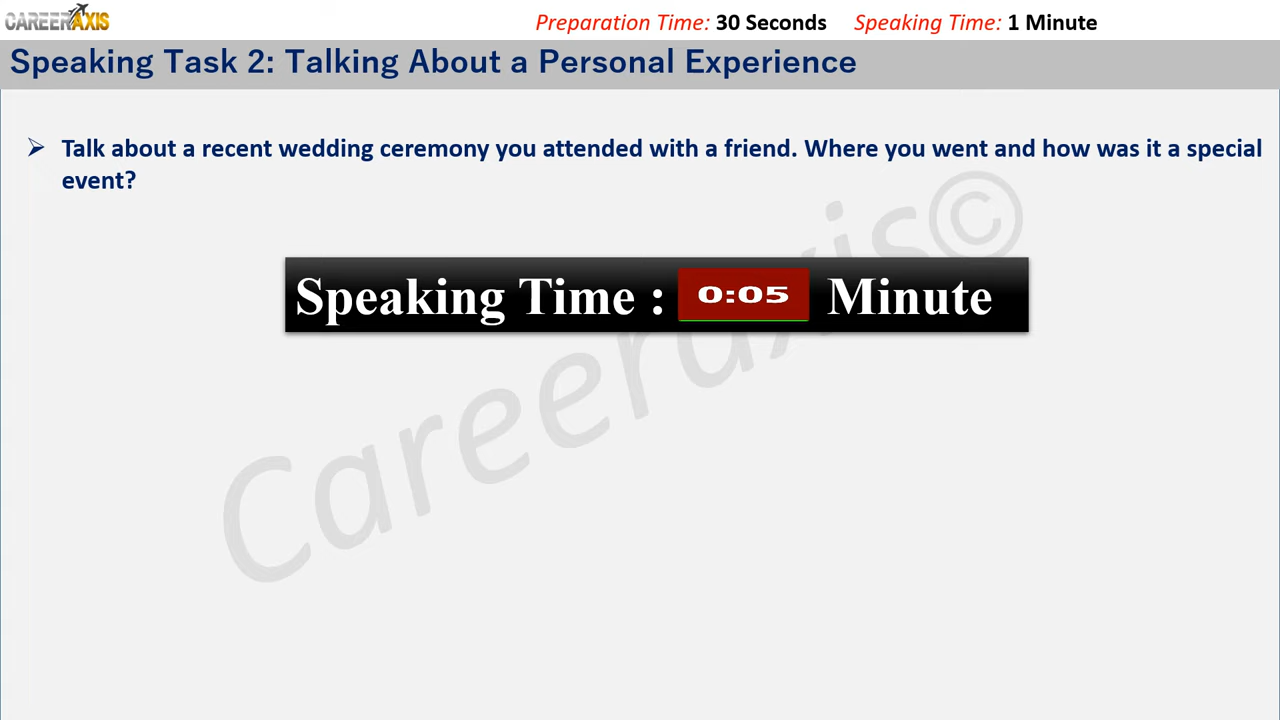 CAREERAXIS
Preparation Time: 30 Seconds Speaking Time: 1 Minute
Speaking Task 2: Talking About a Personal Experience
Talk about a recent wedding ceremony you attended with a friend. Where you went and how was it a special
event?
Speaking Time : 0:05 Minute
Careeraxis©